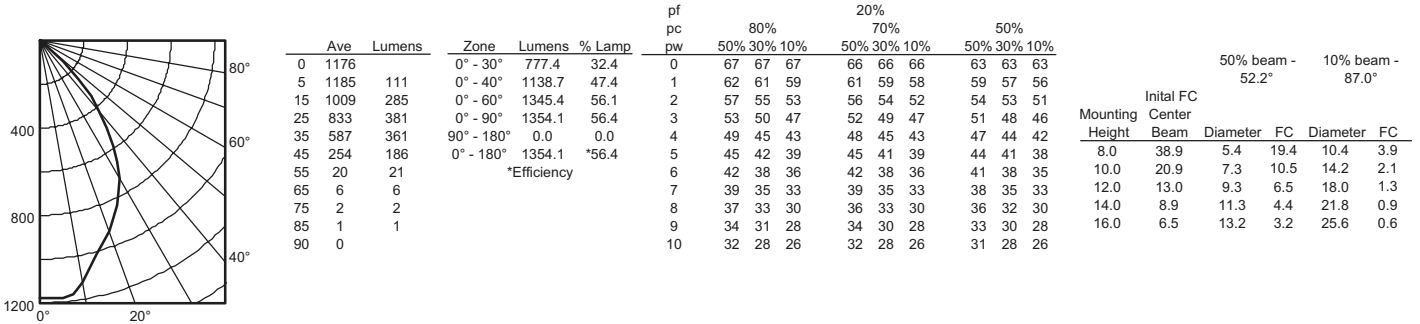 80°
60°
40°
400
800
1200
0° 20°
Ave Lumens
0 1176
5 1185 111
15 1009 285
25 833 381
35 587 361
45 254 186
55 20 21
65 6 6
75 2 2
85 1 1
90 0
Zone Lumens % Lamp
0° - 30° 777.4 32.4
0° - 40° 1138.7 47.4
0° - 60° 1345.4 56.1
0° - 90° 1354.1 56.4
90° - 180° 0.0 0.0
0° - 180° 1354.1 *56.4
*Efficiency
pf 20%
pc 80% 70% 50%
pw 50% 30% 10% 50% 30% 10% 50% 30% 10%
0 67 67 67 66 66 66 63 63 63
1 62 61 59 61 59 58 59 57 56
2 57 55 53 56 54 52 54 53 51
3 53 50 47 52 49 47 51 48 46
4 49 45 43 48 45 43 47 44 42
5 45 42 39 45 41 39 44 41 38
6 42 38 36 42 38 36 41 38 35
7 39 35 33 39 35 33 38 35 33
8 37 33 30 36 33 30 36 32 30
9 34 31 28 34 30 28 33 30 28
10 32 28 26 32 28 26 31 28 26
50% beam - 10% beam -
52.2° 87.0°
Inital FC
Mounting Center
Height Beam Diameter FC Diameter FC
8.0 38.9 5.4 19.4 10.4 3.9
10.0 20.9 7.3 10.5 14.2 2.1
12.0 13.0 9.3 6.5 18.0 1.3
14.0 8.9 11.3 4.4 21.8 0.9
16.0 6.5 13.2 3.2 25.6 0.6